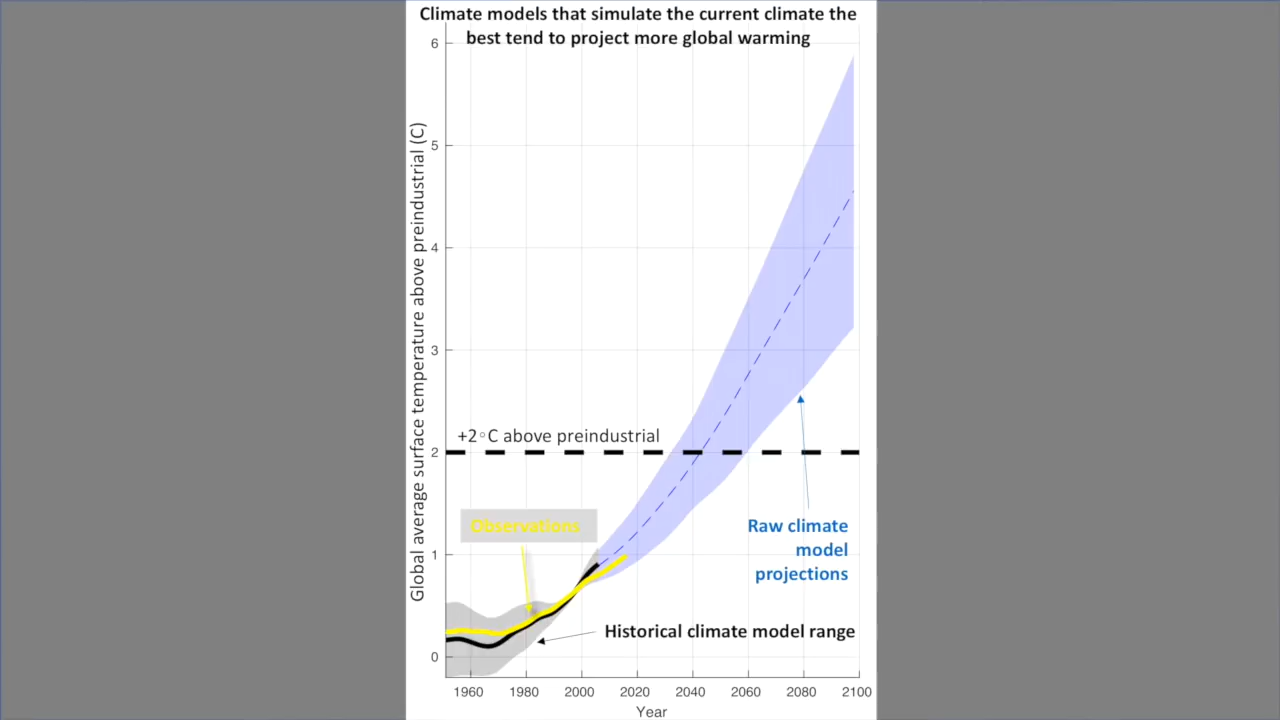 Climate models that simulate the current climate the
best tend to project more global warming
Global average surface temperature above preindustrial (C)
6
5
4
3
2
1
0
+2°C above preindustrial
Observations
Raw climate
model
projections
Historical climate model range
1960 1980 2000 2020 2040 2060 2080 2100
Year